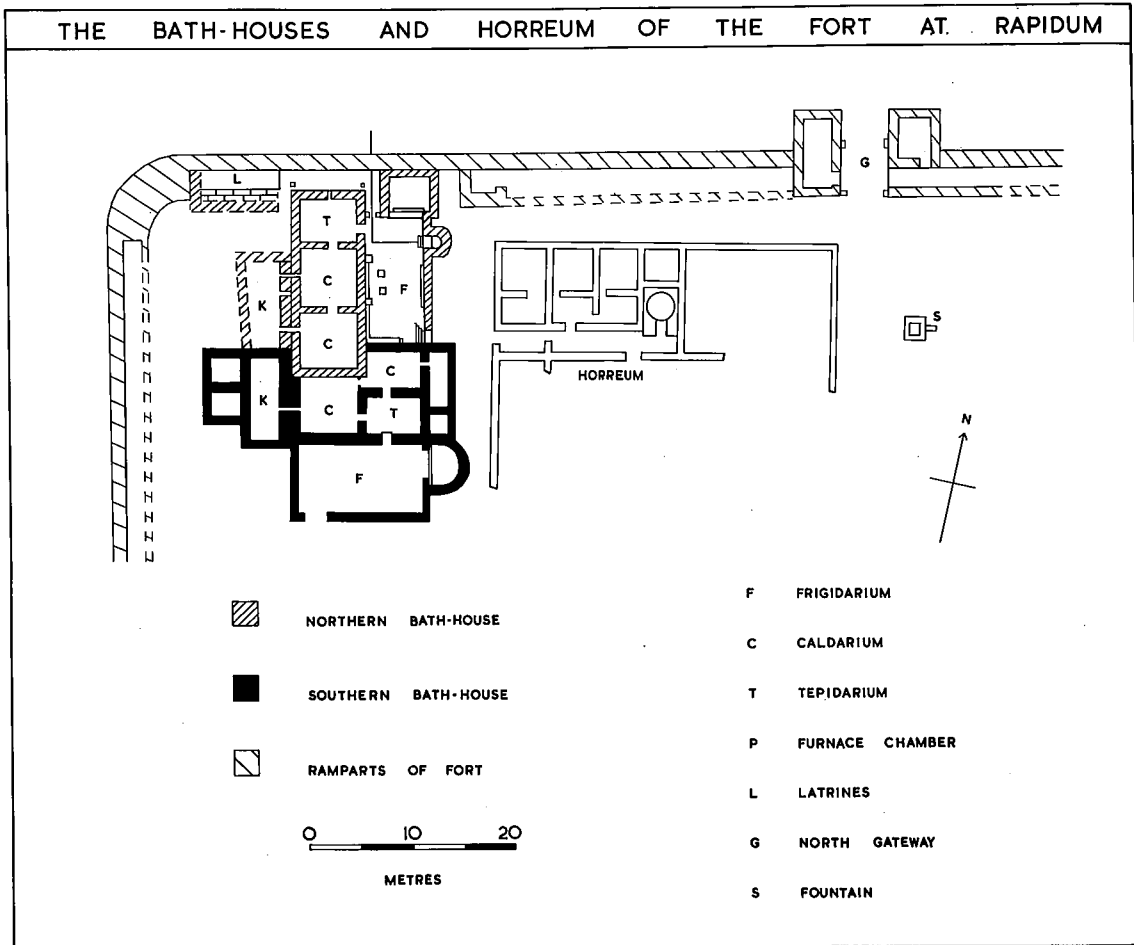 THE BATH-HOUSES AND HORREUM OF THE FORT AT. RAPIDUM
G
L
T
S
C
F
K
HORREUM
C
C
K
C
T
N
F
F FRIGIDARIUM
NORTHERN BATH-HOUSE
C CALDARIUM
SOUTHERN BATH-HOUSE
T TEPIDARIUM
P FURNACE CHAMBER
RAMPARTS OF FORT
L LATRINES
0 10 20
G NORTH GATEWAY
METRES
S FOUNTAIN